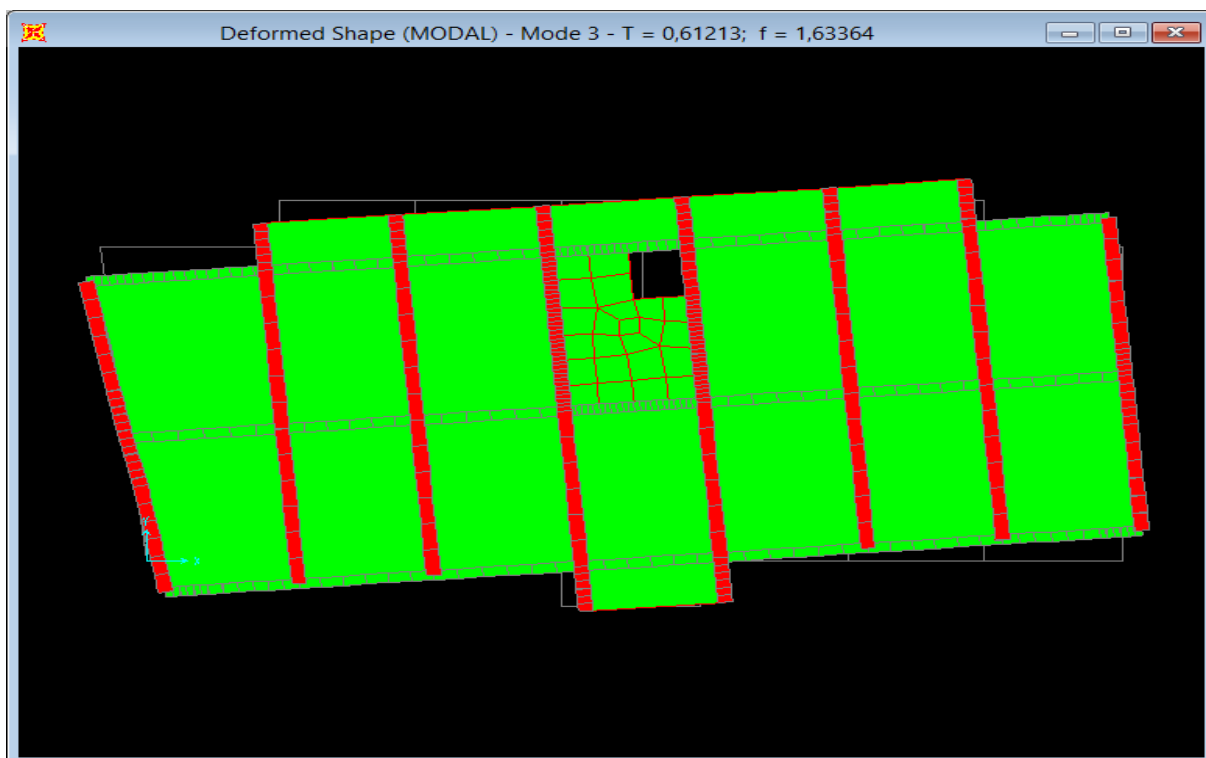 Deformed Shape (MODAL) - Mode 3 - T = 0,61213; f = 1,63364
Y
X